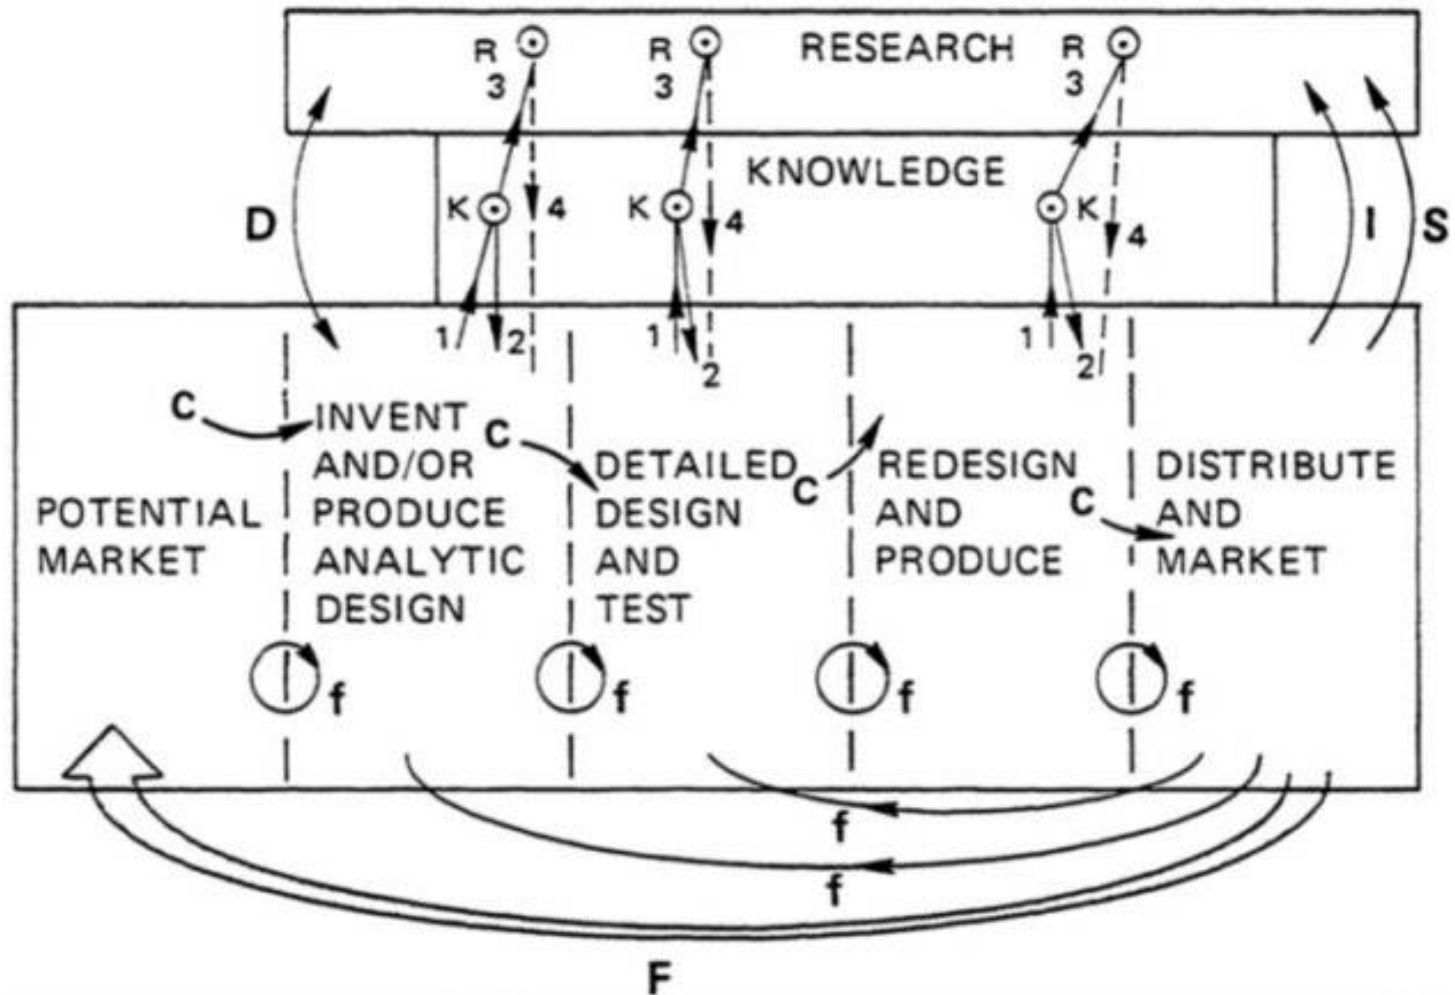 R
3
R
3
RESEARCH
R
3
KNOWLEDGE
D
K
4
K
4
K
4
I
S
1
2
1
2
1
2
C
INVENT
AND/OR
PRODUCE
ANALYTIC
DESIGN
C
DETAILED
DESIGN
AND
TEST
C
REDESIGN
AND
PRODUCE
C
DISTRIBUTE
AND
MARKET
POTENTIAL
MARKET
f
f
f
f
f
f
F